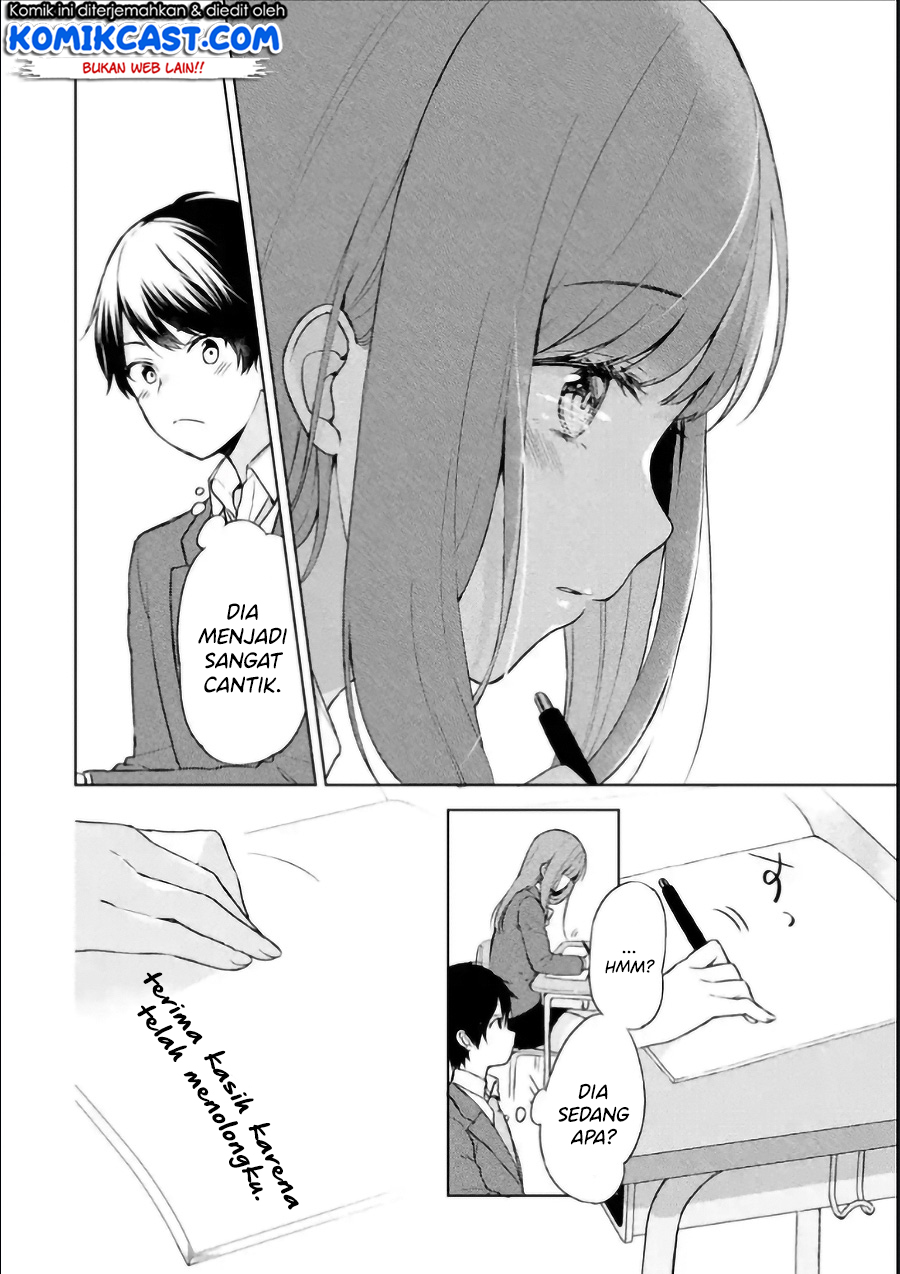 Komik ini diterjemahkan & diedit oleh
KOMIKCAST.COM
BUKAN WEB LAIN!!
DIA
MENJADI
SANGAT
CANTIK.
...
HMM?
DIA
SEDANG
APA?
terima kasih karena
telah menolongku.